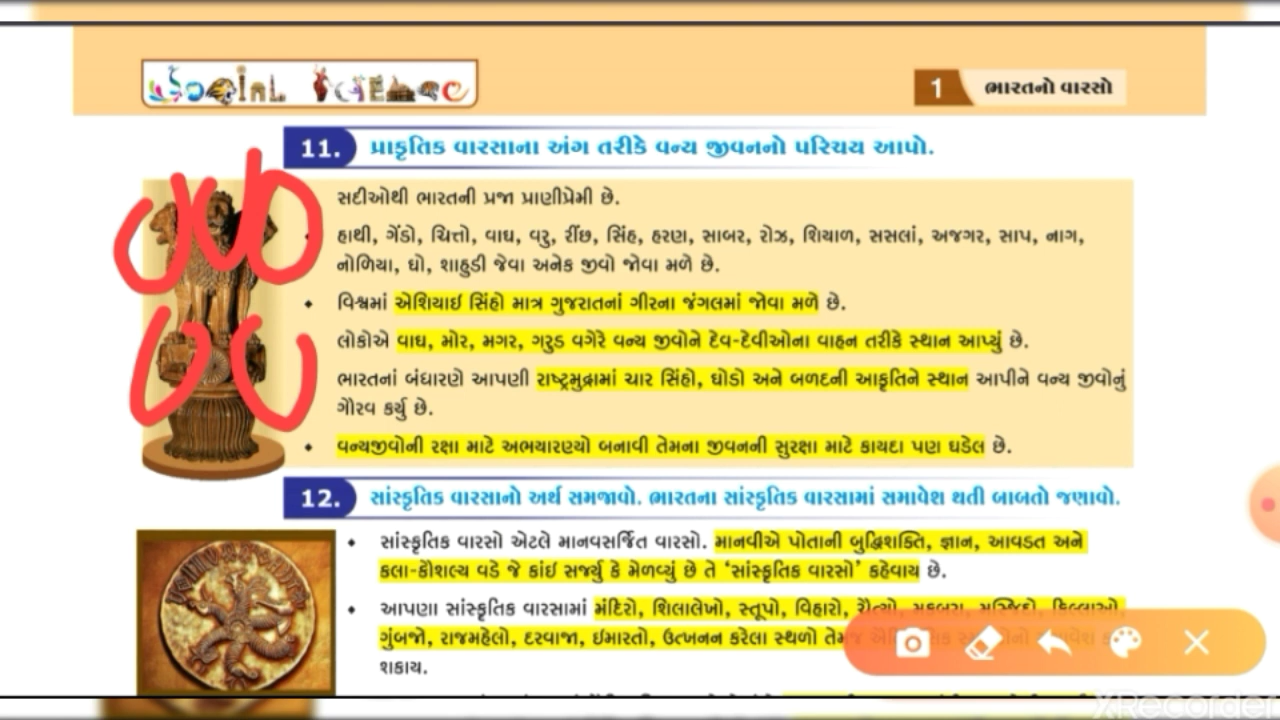 Social Science
1 ભારતનો વારસો
11. પ્રાકૃતિક વારસાના અંગ તરીકે વન્ય જીવનનો પરિચય આપો.
સદીઓથી ભારતની પ્રજા પ્રાણીપ્રેમી છે.
હાથી, ગેંડો, ચિત્તો, વાઘ, વરુ, રીંછ, સિંહ, હરણ, સાબર, રોઝ, શિયાળ, સસલાં, અજગર, સાપ, નાગ,
નોળિયા, ઘો, શાહુડી જેવા અનેક જીવો જોવા મળે છે.
• વિશ્વમાં એશિયાઈ સિંહો માત્ર ગુજરાતનાં ગીરના જંગલમાં જોવા મળે છે.
લોકોએ વાઘ, મોર, મગર, ગરુડ વગેરે વન્ય જીવોને દેવ-દેવીઓના વાહન તરીકે સ્થાન આપ્યું છે.
ભારતનાં બંધારણે આપણી રાષ્ટ્રમુદ્રામાં ચાર સિંહો, ઘોડો અને બળદની આકૃતિને સ્થાન આપીને વન્ય જીવોનું
ગૌરવ કર્યુ છે.
• વન્યજીવોની રક્ષા માટે અભયારણ્યો બનાવી તેમના જીવનની સુરક્ષા માટે કાયદા પણ ઘડેલ છે.
12. સાંસ્કૃતિક વારસાનો અર્થ સમજાવો. ભારતના સાંસ્કૃતિક વારસામાં સમાવેશ થતી બાબતો જણાવો.
• સાંસ્કૃતિક વારસો એટલે માનવસર્જિત વારસો. માનવીએ પોતાની બુદ્ધિશક્તિ, જ્ઞાન, આવડત અને
કલા-કૌશલ્ય વડે જે કાંઈ સર્જ્યુ કે મેળવ્યું છે તે ‘સાંસ્કૃતિક વારસો’ કહેવાય છે.
• આપણા સાંસ્કૃતિક વારસામાં મંદિરો, શિલાલેખો, સ્તૂપો, વિહારો,
ગુંબજો, રાજમહેલો, દરવાજા, ઈમારતો, ઉત્ખનન કરેલા સ્થળો
શકાય.
XRecorder